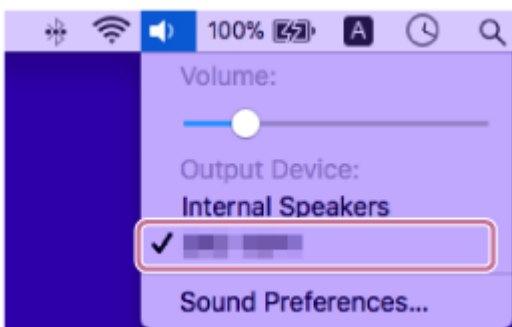 100% A
Volume:
Output Device:
Internal Speakers
Sound Preferences...